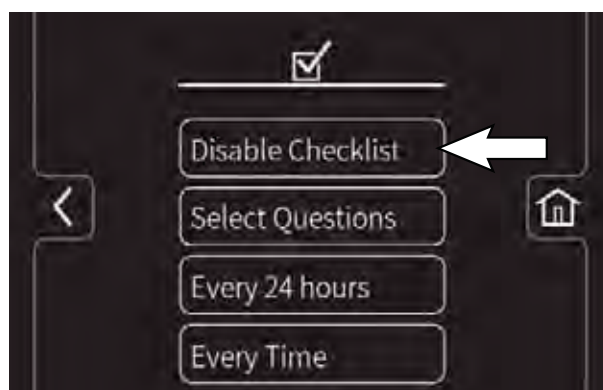 Disable Checklist
Select Questions
Every 24 hours
Every Time